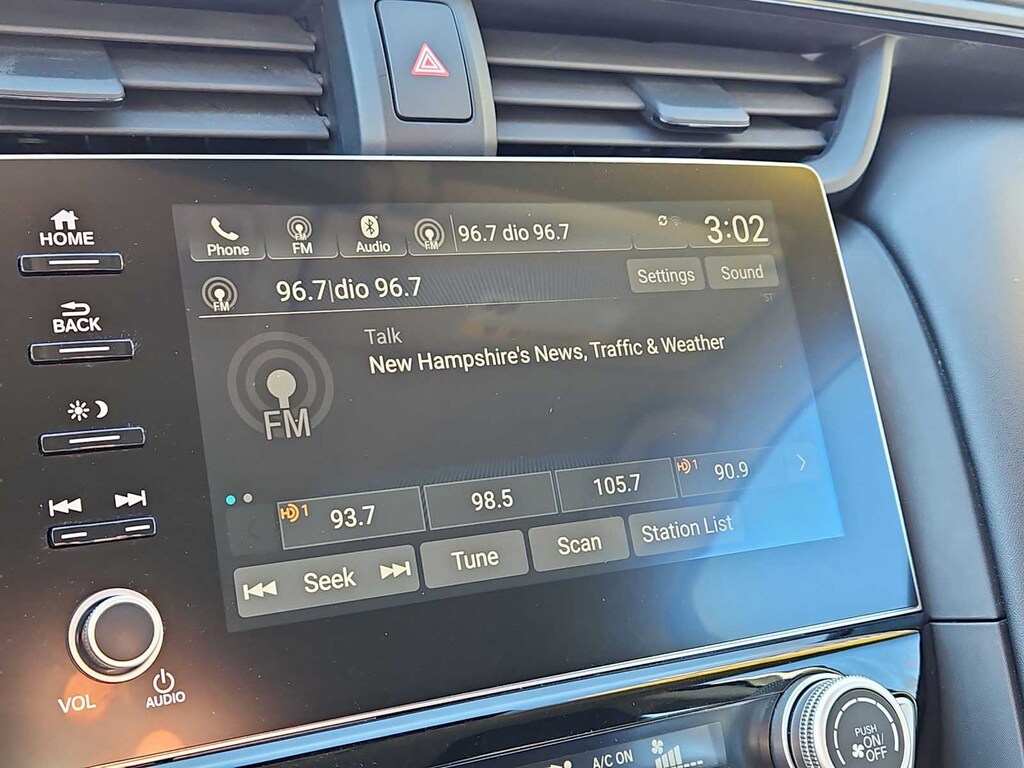 HOME
BACK
VOL
AUDIO
Phone
FM
Audio
FM
96.7 dio 96.7
3:02
FM
96.7|dio 96.7
Settings
Sound
ST
FM
Talk
New Hampshire's News, Traffic & Weather
HD 1 93.7
98.5
105.7
HD 1 90.9
Seek
Tune
Scan
Station List
A/C ON
PUSH
ON/
OFF